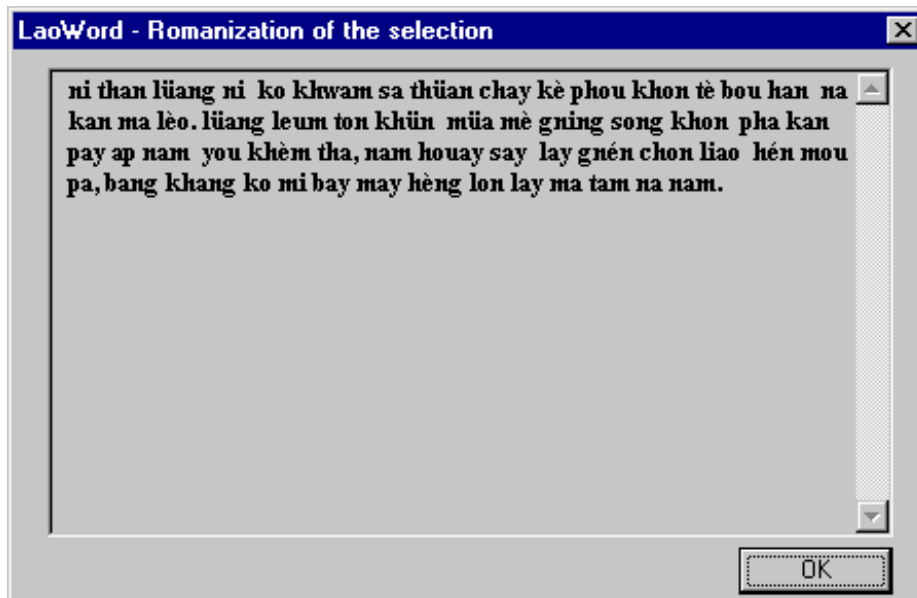 LaoWord - Romanization of the selection
ni than lüang ni ko khwam sa thüan chay kè phou khon tè bou han na
kan ma lèo. lüang leum ton khün müa mè gning song khon pha kan
pay ap nam you khèm tha, nam houay say lay gnén chon liao hén mou
pa, bang khang ko mi bay may hèng lon lay ma tam na nam.
OK